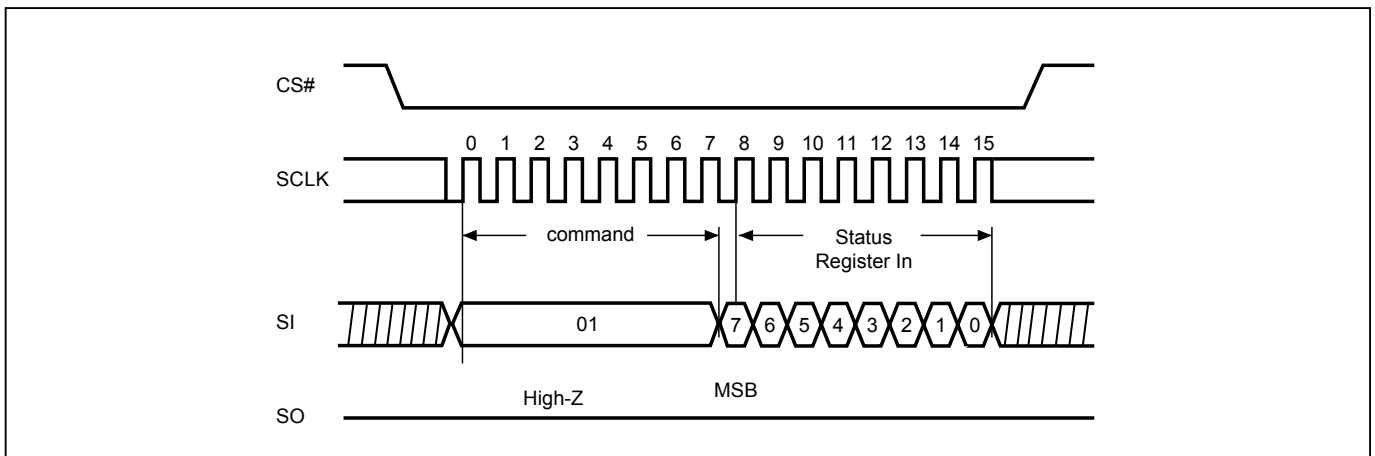 CS#
0 1 2 3 4 5 6 7 8 9 10 11 12 13 14 15
SCLK
command
Status
Register In
SI
01
7 6 5 4 3 2 1 0
High-Z
MSB
SO